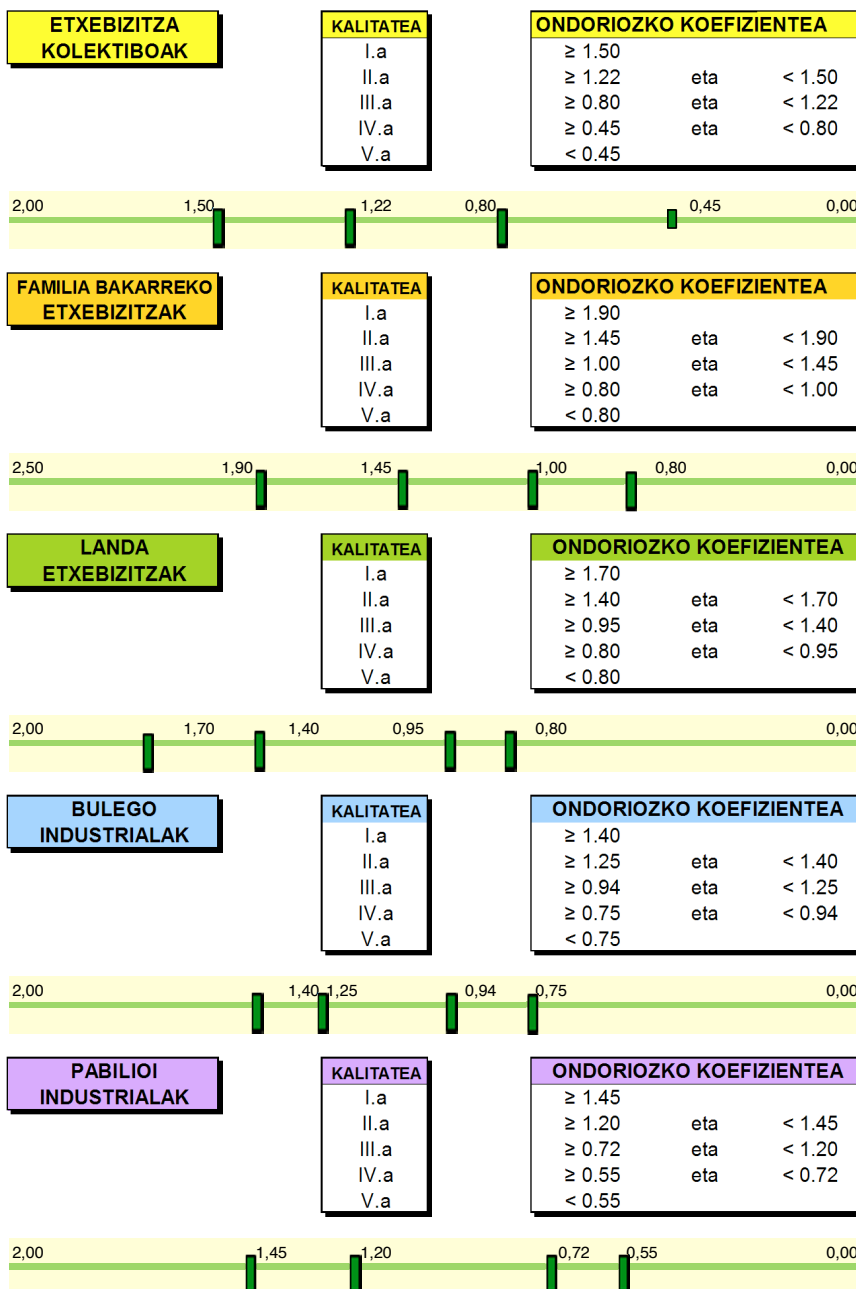 ETXEBIZITZA KOLEKTIBOAK
KALITATEA ONDORIOZKO KOEFIZIENTEA
I.a ≥ 1.50
II.a ≥ 1.22 eta < 1.50
III.a ≥ 0.80 eta < 1.22
IV.a ≥ 0.45 eta < 0.80
V.a < 0.45
2,00 1,50 1,22 0,80 0,45 0,00
FAMILIA BAKARREKO ETXEBIZITZAK
KALITATEA ONDORIOZKO KOEFIZIENTEA
I.a ≥ 1.90
II.a ≥ 1.45 eta < 1.90
III.a ≥ 1.00 eta < 1.45
IV.a ≥ 0.80 eta < 1.00
V.a < 0.80
2,50 1,90 1,45 1,00 0,80 0,00
LANDA ETXEBIZITZAK
KALITATEA ONDORIOZKO KOEFIZIENTEA
I.a ≥ 1.70
II.a ≥ 1.40 eta < 1.70
III.a ≥ 0.95 eta < 1.40
IV.a ≥ 0.80 eta < 0.95
V.a < 0.80
2,00 1,70 1,40 0,95 0,80 0,00
BULEGO INDUSTRIALAK
KALITATEA ONDORIOZKO KOEFIZIENTEA
I.a ≥ 1.40
II.a ≥ 1.25 eta < 1.40
III.a ≥ 0.94 eta < 1.25
IV.a ≥ 0.75 eta < 0.94
V.a < 0.75
2,00 1,40 1,25 0,94 0,75 0,00
PABILIOI INDUSTRIALAK
KALITATEA ONDORIOZKO KOEFIZIENTEA
I.a ≥ 1.45
II.a ≥ 1.20 eta < 1.45
III.a ≥ 0.72 eta < 1.20
IV.a ≥ 0.55 eta < 0.72
V.a < 0.55
2,00 1,45 1,20 0,72 0,55 0,00